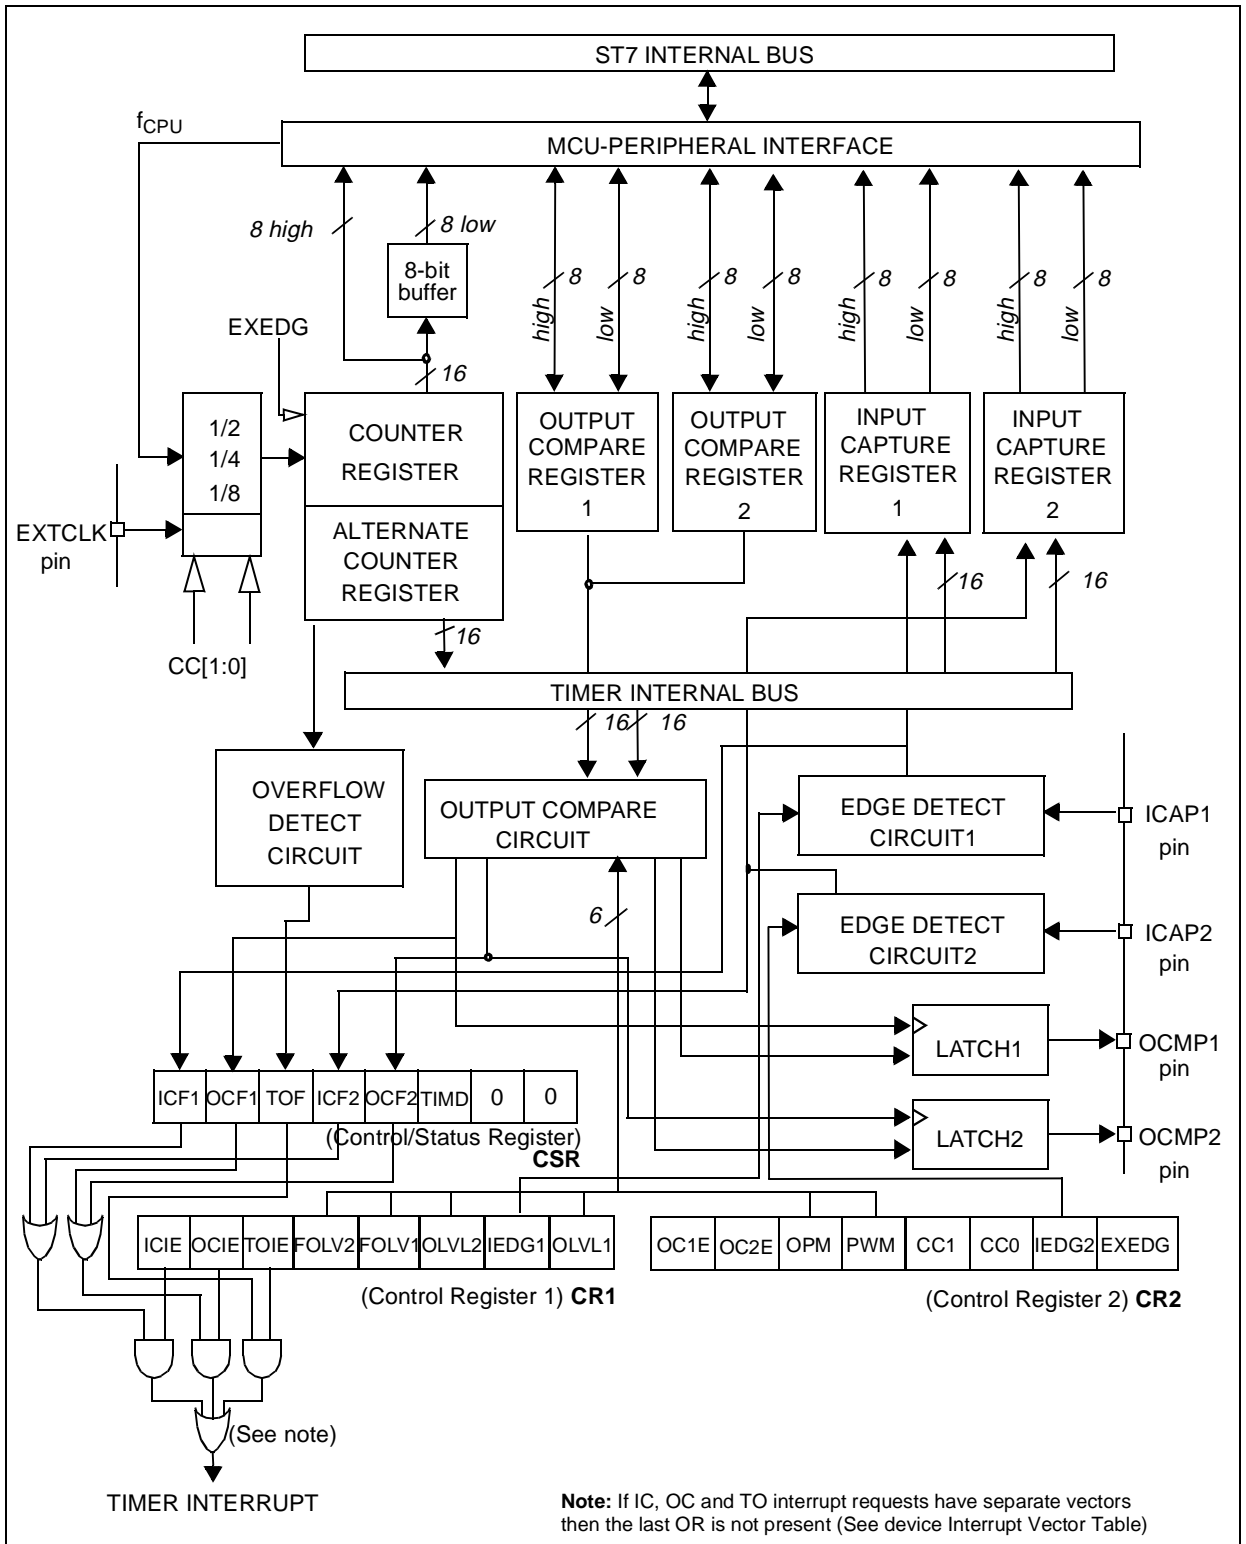 ST7 INTERNAL BUS
fCPU
MCU-PERIPHERAL INTERFACE
8 high
8 low
8-bit
buffer
8
8
8
8
8
8
8
8
high
low
high
low
high
low
high
low
EXEDG
16
1/2
1/4
1/8
COUNTER
REGISTER
OUTPUT
COMPARE
REGISTER
1
OUTPUT
COMPARE
REGISTER
2
INPUT
CAPTURE
REGISTER
1
INPUT
CAPTURE
REGISTER
2
EXTCLK
pin
ALTERNATE
COUNTER
REGISTER
16
16
16
CC[1:0]
TIMER INTERNAL BUS
16
16
OVERFLOW
DETECT
CIRCUIT
OUTPUT COMPARE
CIRCUIT
EDGE DETECT
CIRCUIT1
ICAP1
pin
6
EDGE DETECT
CIRCUIT2
ICAP2
pin
LATCH1
OCMP1
pin
ICF1 OCF1 TOF ICF2 OCF2 TIMD 0 0
(Control/Status Register)
CSR
LATCH2
OCMP2
pin
ICIE OCIE TOIE FOLV2 FOLV1 OLVL2 IEDG1 OLVL1
OC1E OC2E OPM PWM CC1 CC0 IEDG2 EXEDG
(Control Register 1) CR1
(Control Register 2) CR2
(See note)
TIMER INTERRUPT
Note: If IC, OC and TO interrupt requests have separate vectors
then the last OR is not present (See device Interrupt Vector Table)